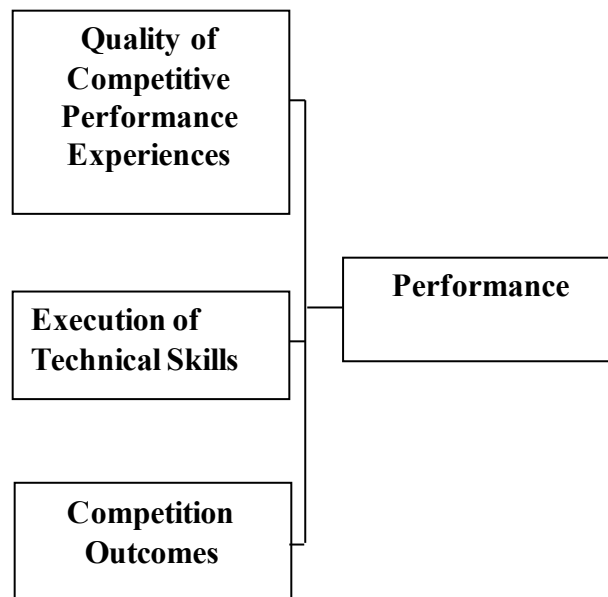 Quality of
Competitive
Performance
Experiences
Performance
Execution of
Technical Skills
Competition
Outcomes